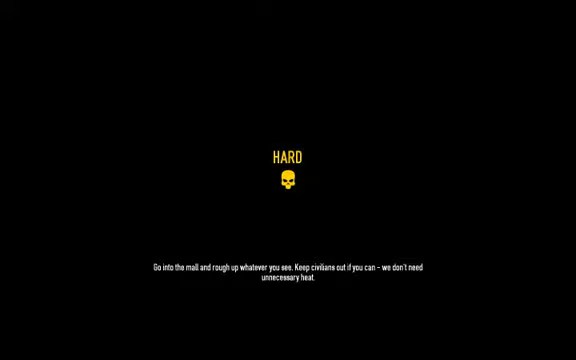 HARD
Go into the mall and rough up whatever you see. Keep civilians out if you can - we don't need
unnecessary heat.